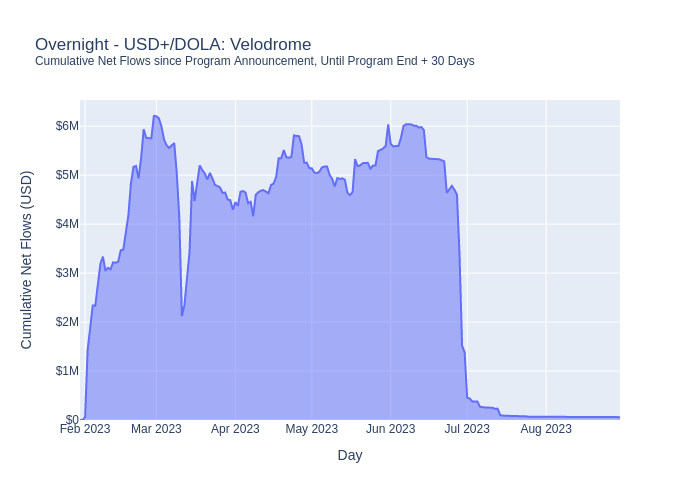 Overnight - USD+/DOLA: Velodrome
Cumulative Net Flows since Program Announcement, Until Program End + 30 Days
Cumulative Net Flows (USD)
$6M
$5M
$4M
$3M
$2M
$1M
$0
Feb 2023 Mar 2023 Apr 2023 May 2023 Jun 2023 Jul 2023 Aug 2023
Day